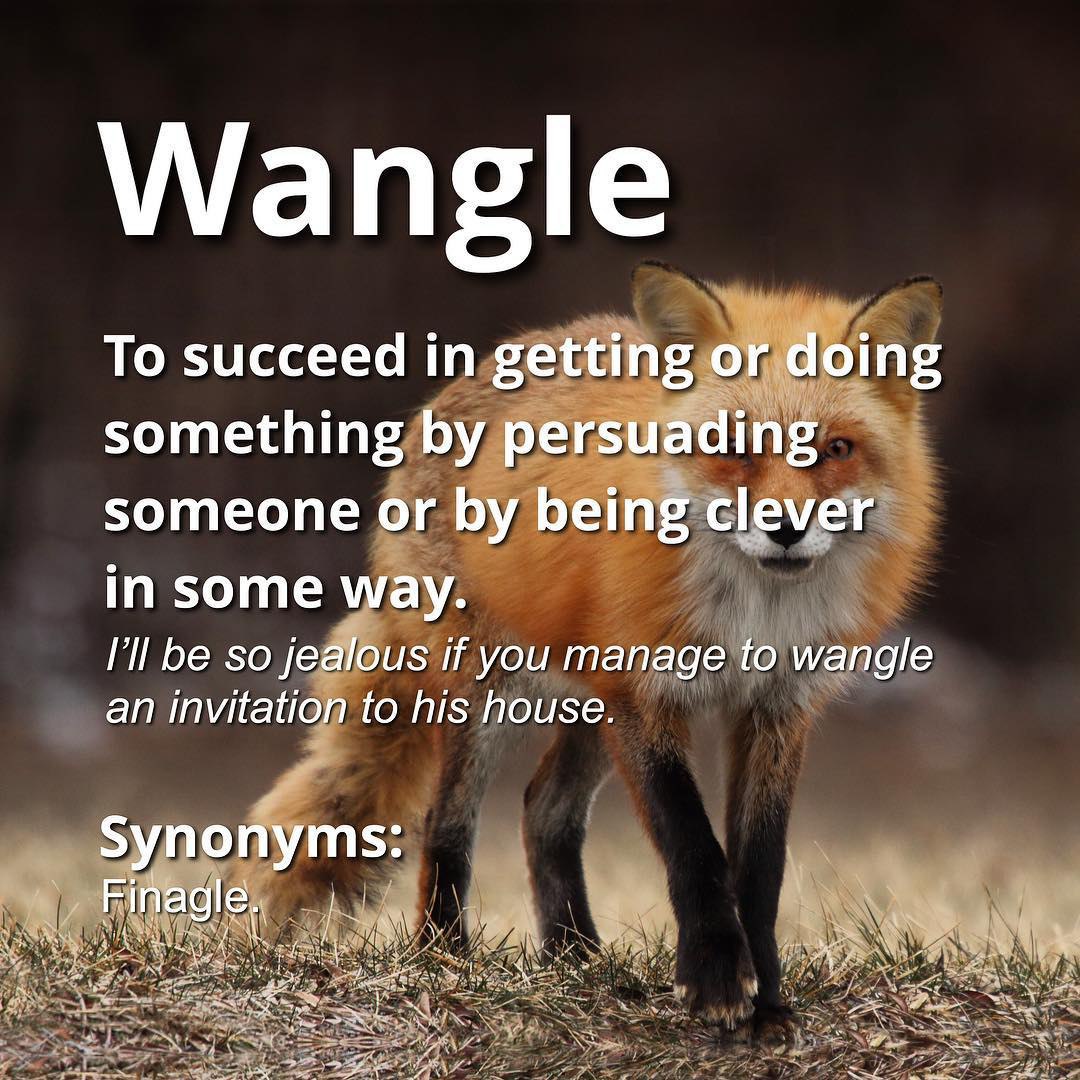 Wangle
To succeed in getting or doing
something by persuading
someone or by being clever
in some way.
I’ll be so jealous if you manage to wangle
an invitation to his house.
Synonyms:
Finagle.